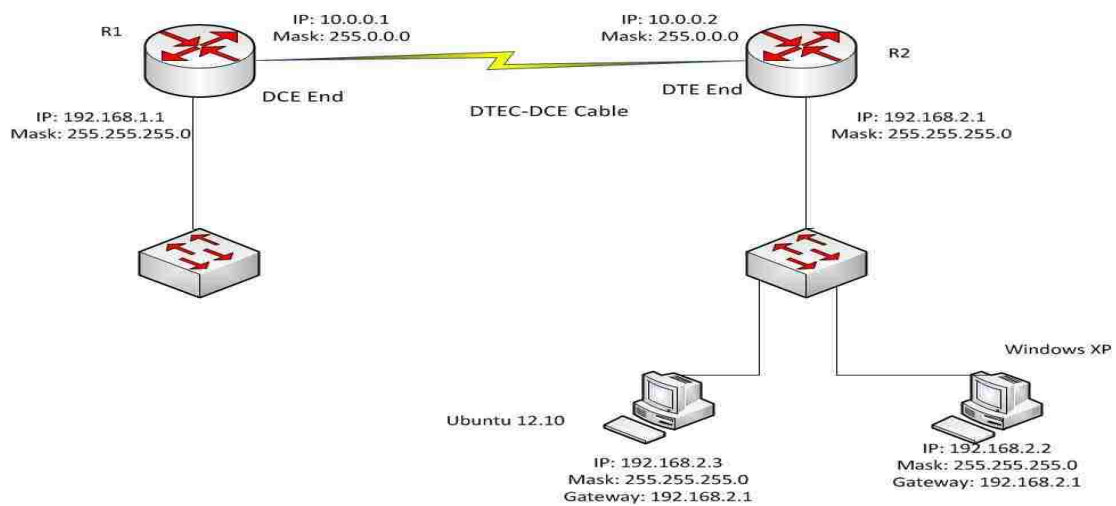 R1
IP: 10.0.0.1
Mask: 255.0.0.0
IP: 10.0.0.2
Mask: 255.0.0.0
R2
DCE End
DTE End
DTEC-DCE Cable
IP: 192.168.1.1
Mask: 255.255.255.0
IP: 192.168.2.1
Mask: 255.255.255.0
Windows XP
Ubuntu 12.10
IP: 192.168.2.3
Mask: 255.255.255.0
Gateway: 192.168.2.1
IP: 192.168.2.2
Mask: 255.255.255.0
Gateway: 192.168.2.1